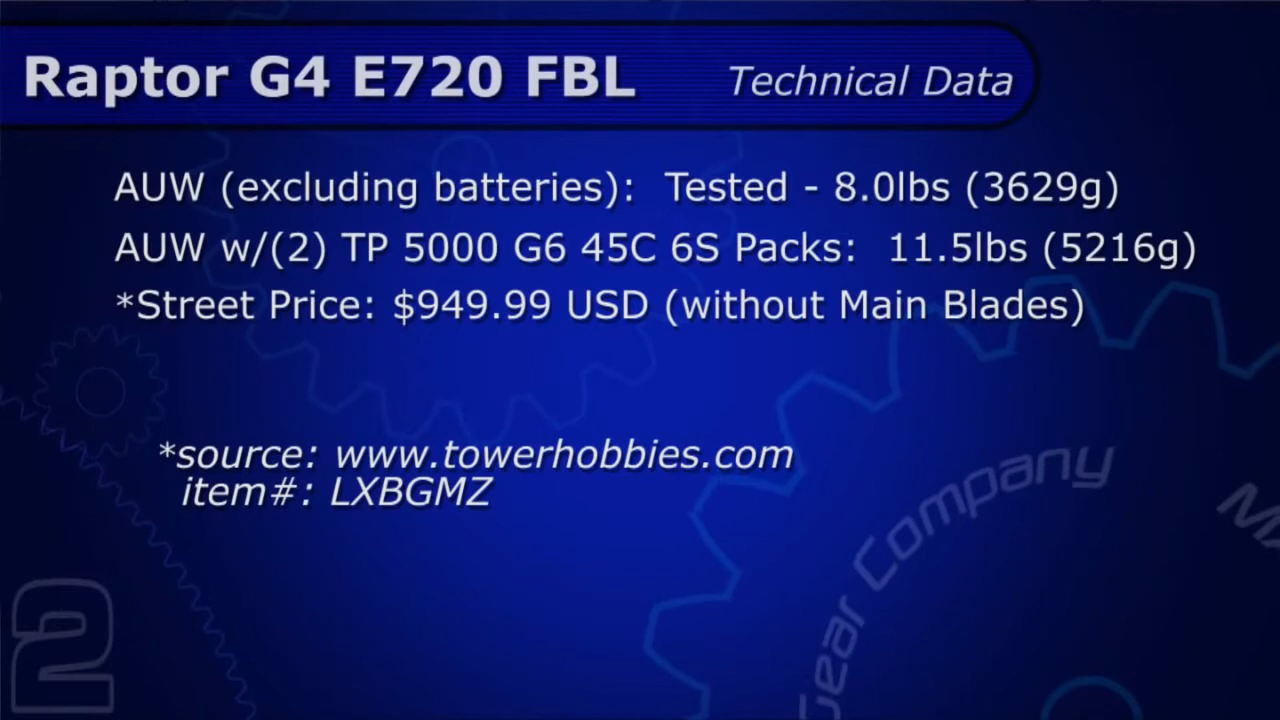 Raptor G4 E720 FBL Technical Data
AUW (excluding batteries): Tested - 8.0lbs (3629g)
AUW w/(2) TP 5000 G6 45C 6S Packs: 11.5lbs (5216g)
*Street Price: $949.99 USD (without Main Blades)
*source: www.towerhobbies.com
item#: LXBGMZ
Gear Company
2